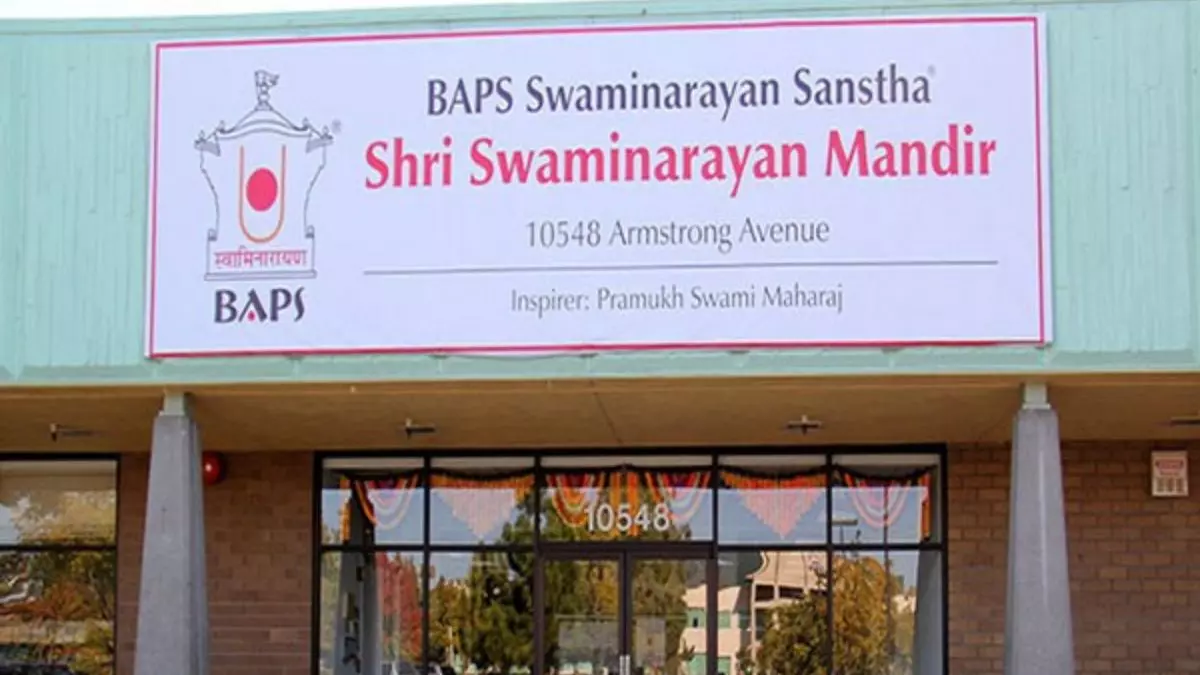 BAPS Swaminarayan Sanstha®
Shri Swaminarayan Mandir
10548 Armstrong Avenue
Inspirer: Pramukh Swami Maharaj
®
स्वामिनारायण
BAPS
10548